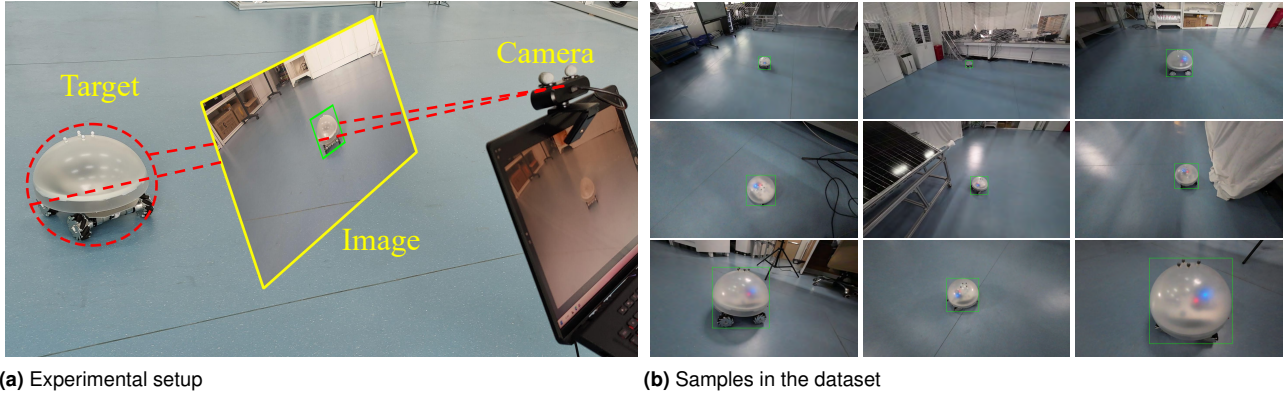 Target
Camera
Image
(a) Experimental setup
(b) Samples in the dataset